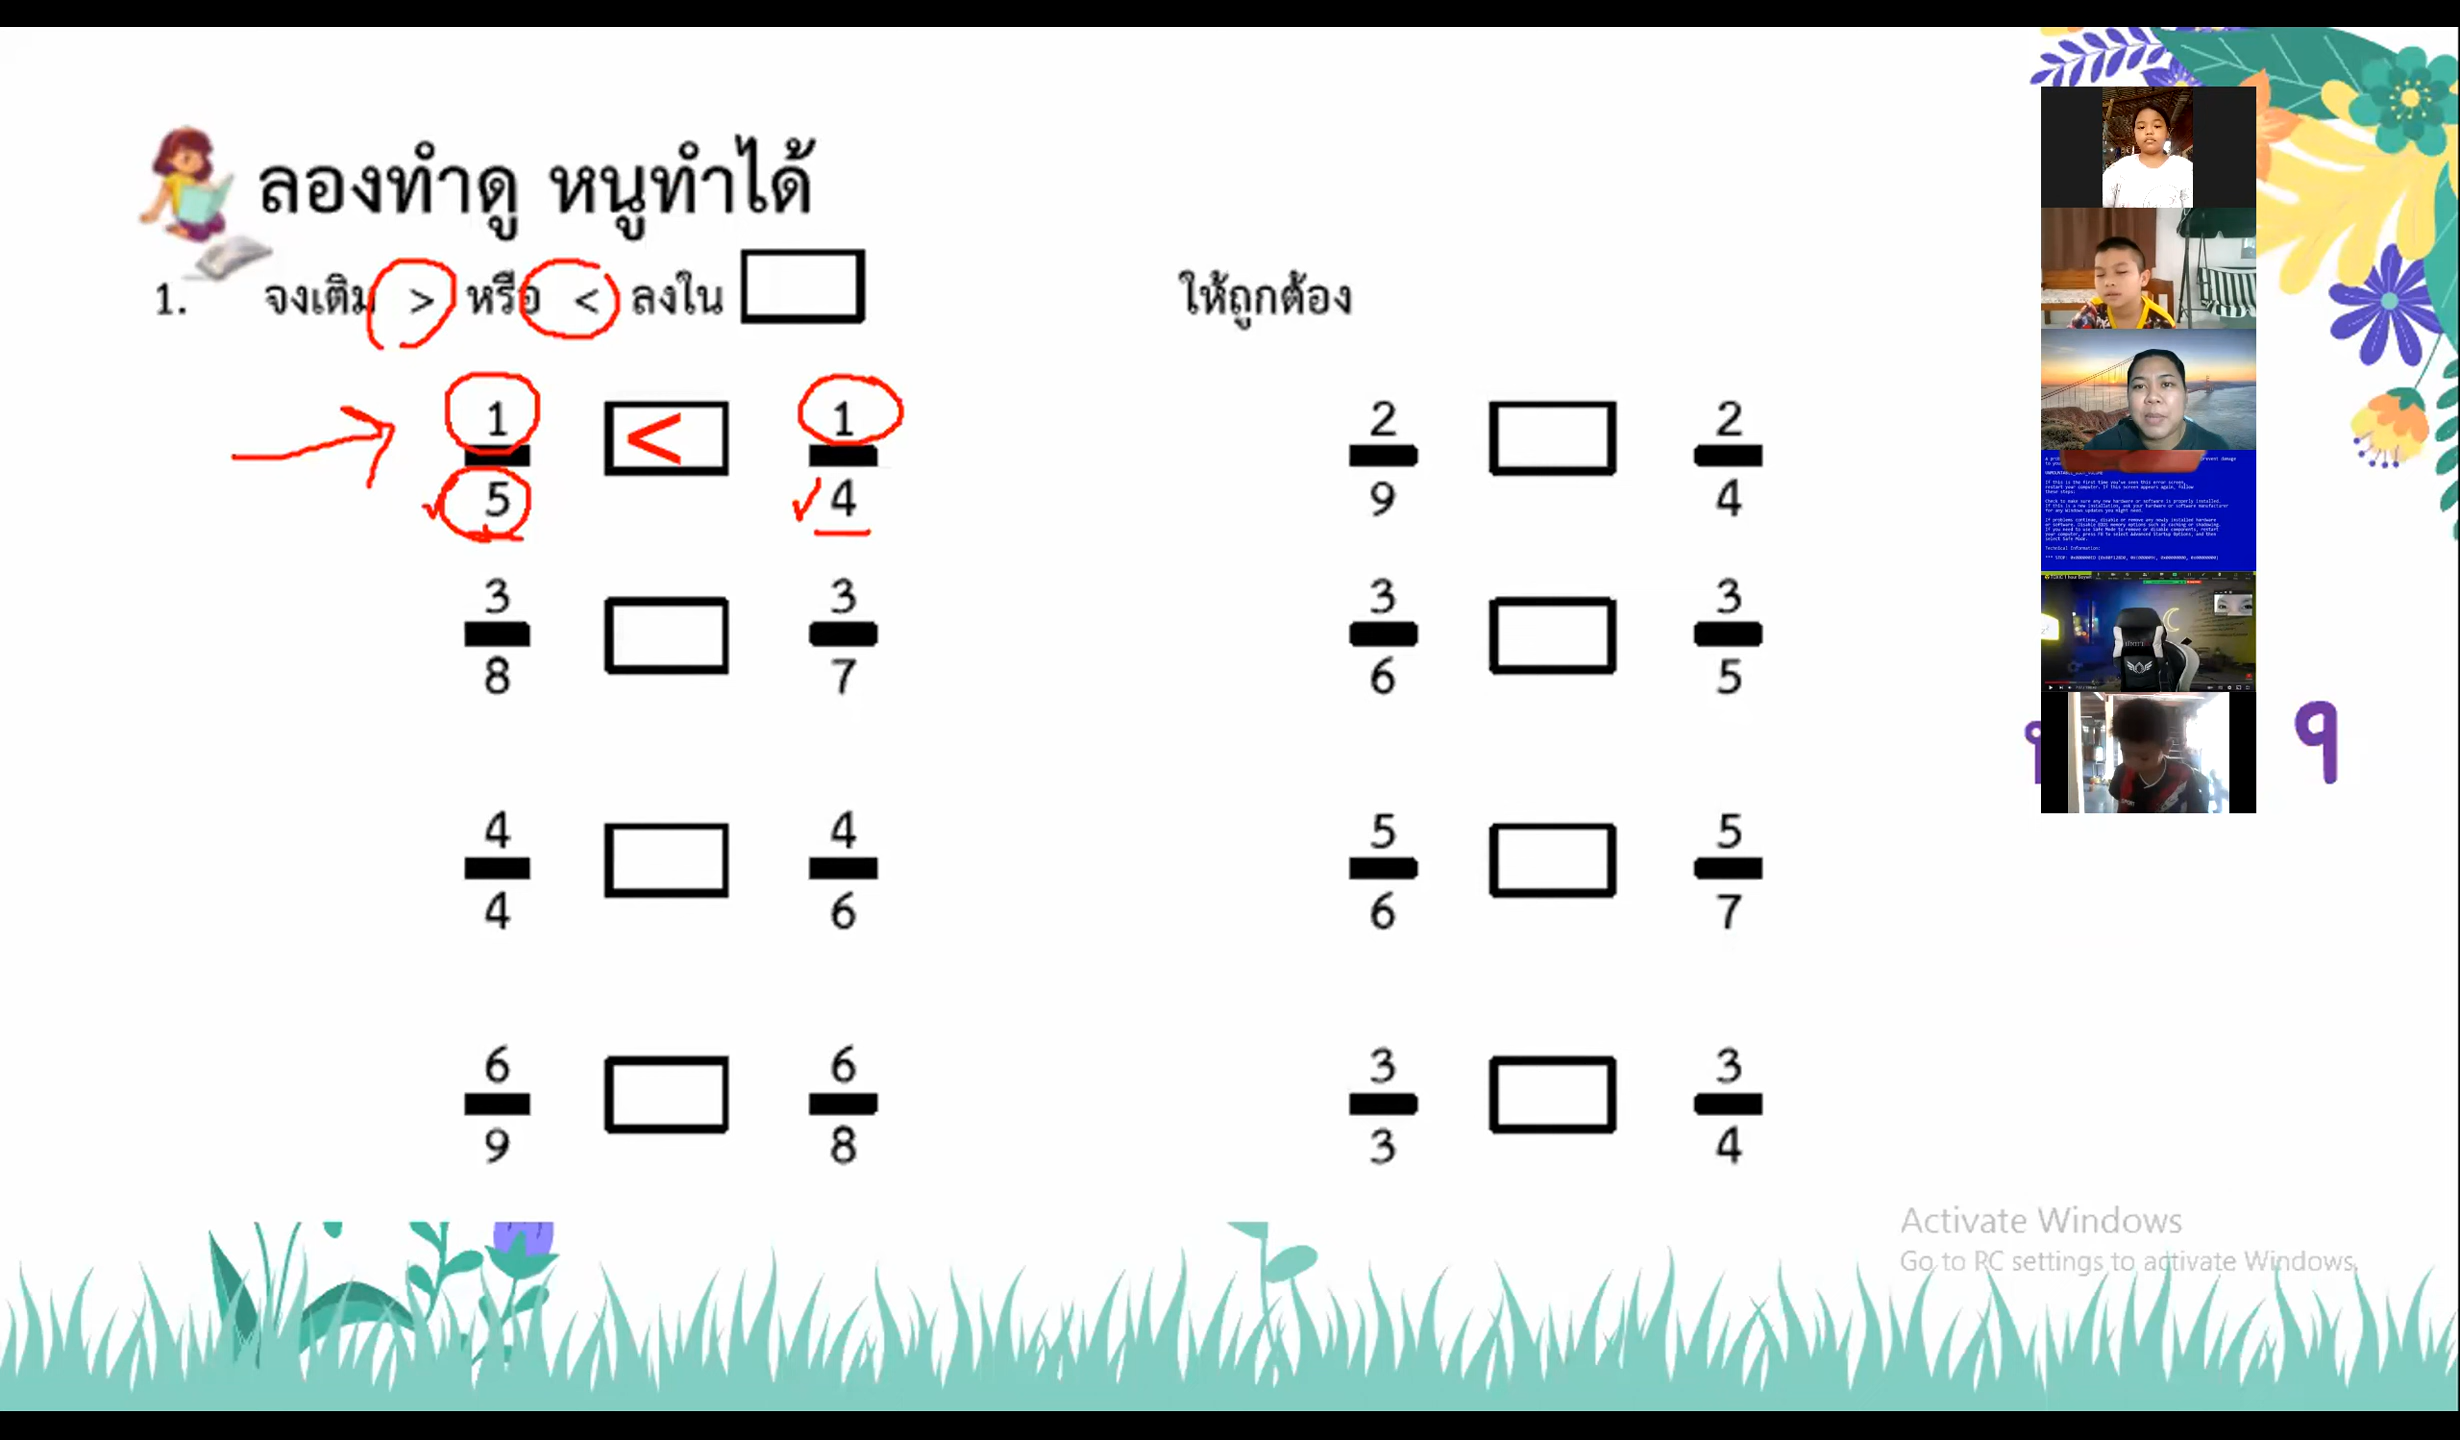 ลองทำดู หนูทำได้
1. จงเติม > หรือ < ลงใน ให้ถูกต้อง
1/5 < 1/4
2/9 2/4
3/8 3/7
3/6 3/5
4/4 4/6
5/6 5/7
6/9 6/8
3/3 3/4
Activate Windows
Go to PC settings to activate Windows.